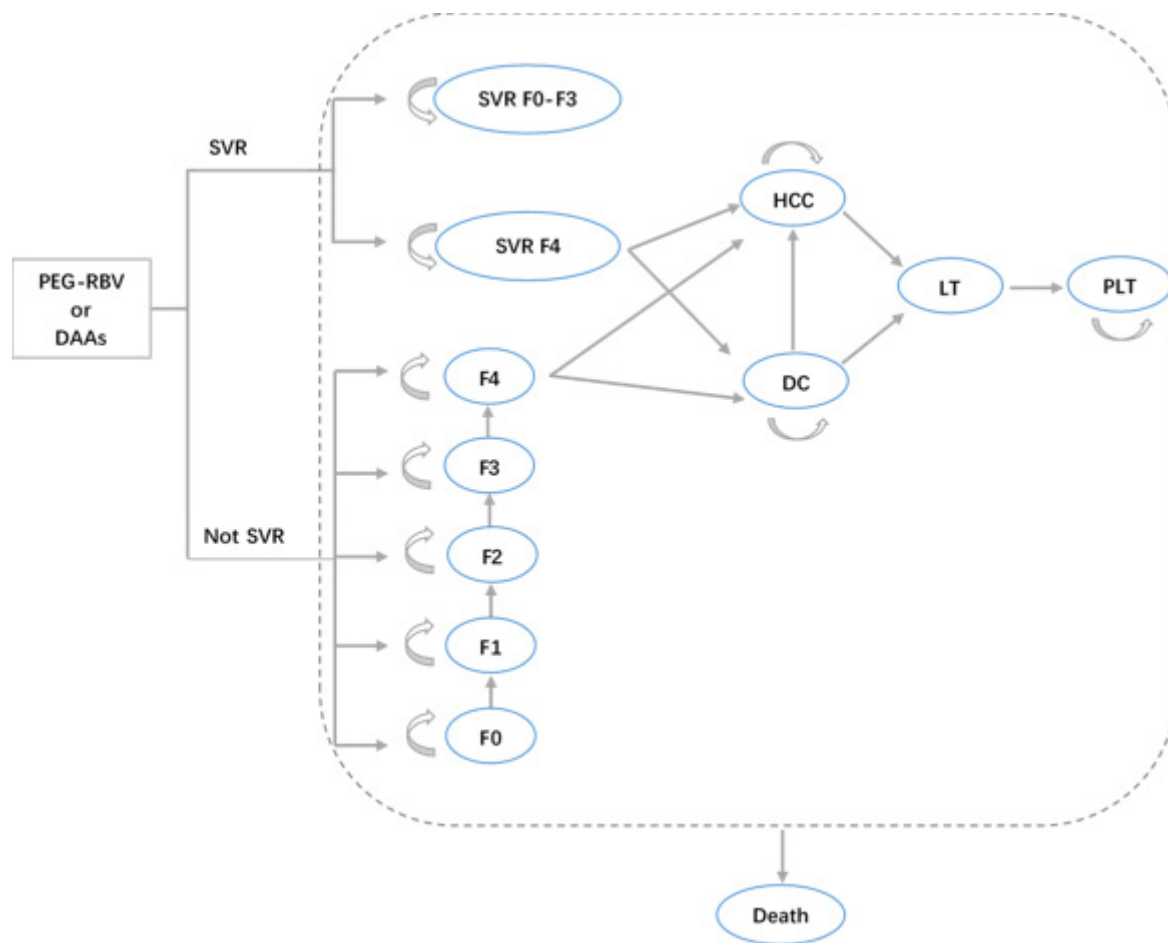 SVR F0-F3
SVR
HCC
SVR F4
PEG-RBV
or
DAAs
LT
PLT
F4
DC
F3
Not SVR
F2
F1
F0
Death